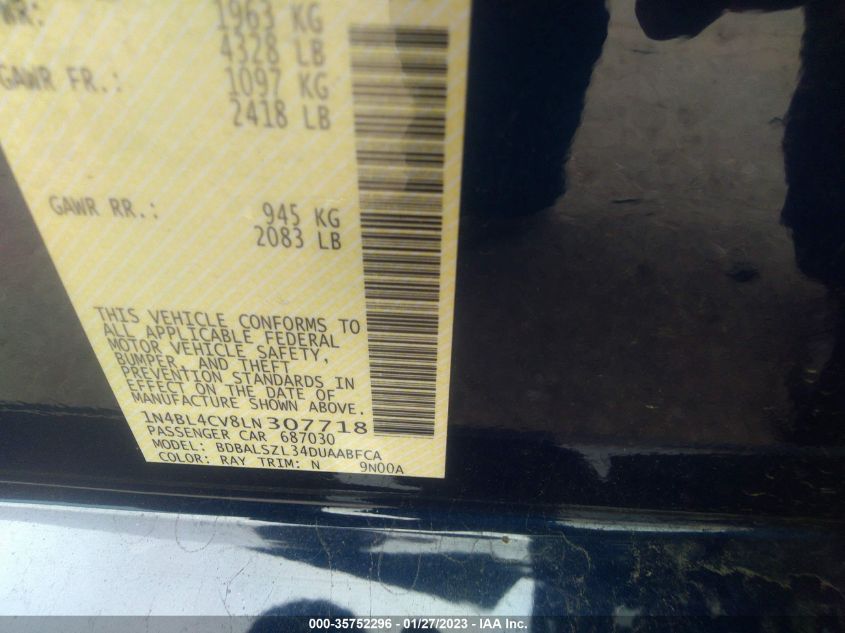 WR: 1963 KG
4328 LB
GAWR FR.: 1097 KG
2418 LB
GAWR RR.: 945 KG
2083 LB
THIS VEHICLE CONFORMS TO
ALL APPLICABLE FEDERAL
MOTOR VEHICLE SAFETY,
BUMPER, AND THEFT
PREVENTION STANDARDS IN
EFFECT ON THE DATE OF
MANUFACTURE SHOWN ABOVE.
1N4BL4CV8LN307718
PASSENGER CAR 687030
MODEL: BDBALSZL34DUAABFCA
COLOR: RAY TRIM: N 9N00A
000-35752296 - 01/27/2023 - IAA Inc.